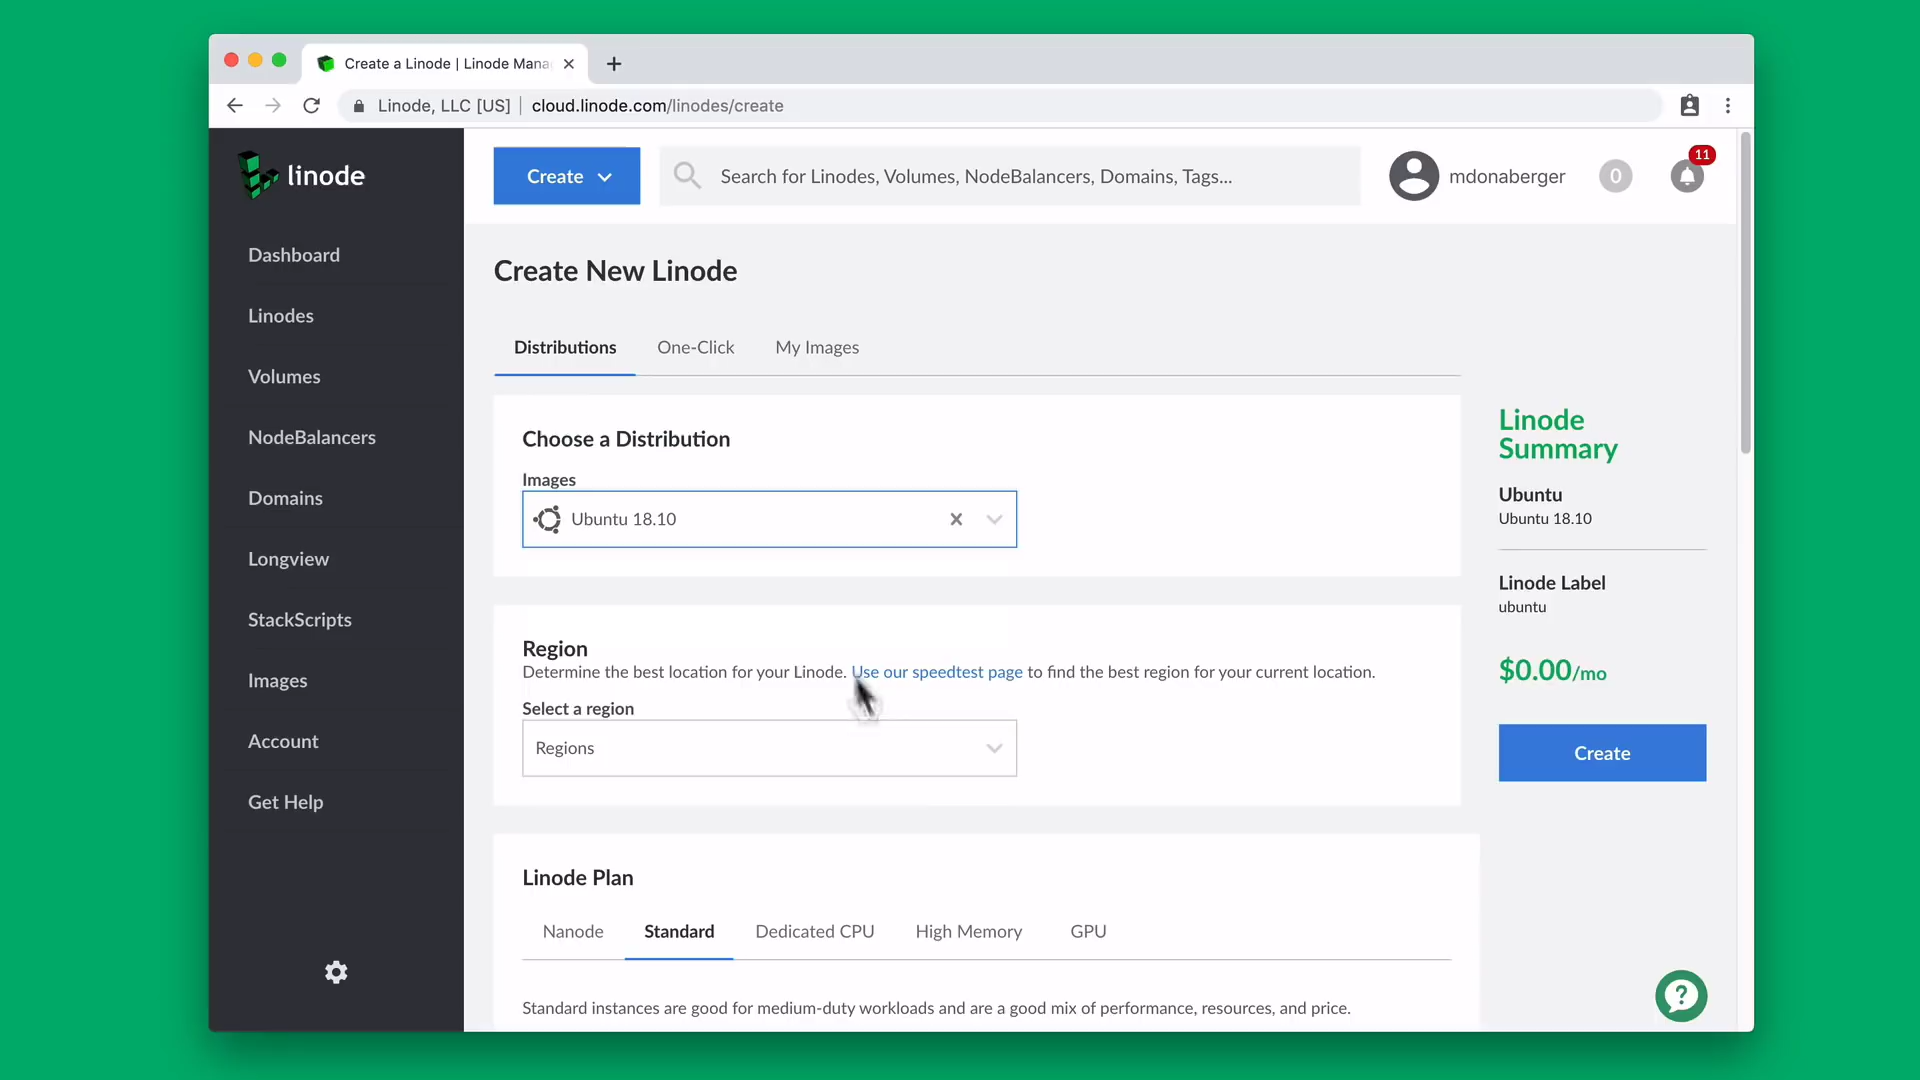 Create a Linode | Linode Mana
Linode, LLC [US] | cloud.linode.com/linodes/create
linode
Create
Search for Linodes, Volumes, NodeBalancers, Domains, Tags...
mdonaberger
0
11
Dashboard
Linodes
Volumes
NodeBalancers
Domains
Longview
StackScripts
Images
Account
Get Help
Create New Linode
Distributions
One-Click
My Images
Choose a Distribution
Images
Ubuntu 18.10
Region
Determine the best location for your Linode. Use our speedtest page to find the best region for your current location.
Select a region
Regions
Linode Plan
Nanode
Standard
Dedicated CPU
High Memory
GPU
Standard instances are good for medium-duty workloads and are a good mix of performance, resources, and price.
Linode
Summary
Ubuntu
Ubuntu 18.10
Linode Label
ubuntu
$0.00/mo
Create